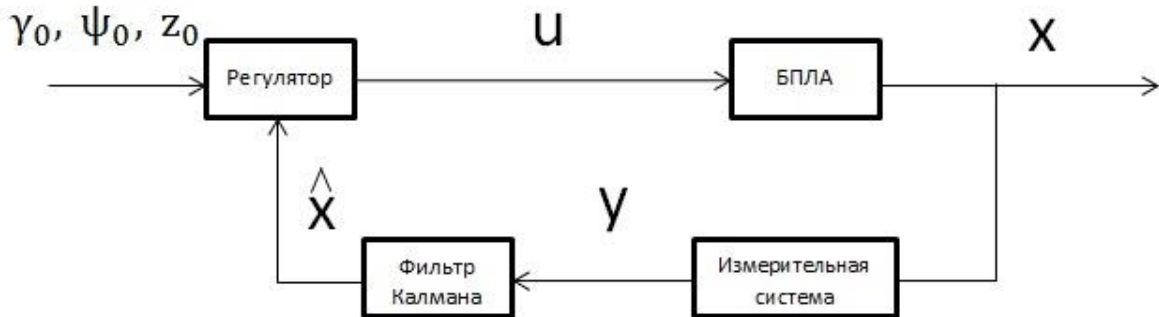 γ₀, ψ₀, z₀
u
x
Регулятор
БПЛА
x̂
y
Фильтр
Калмана
Измерительная
система